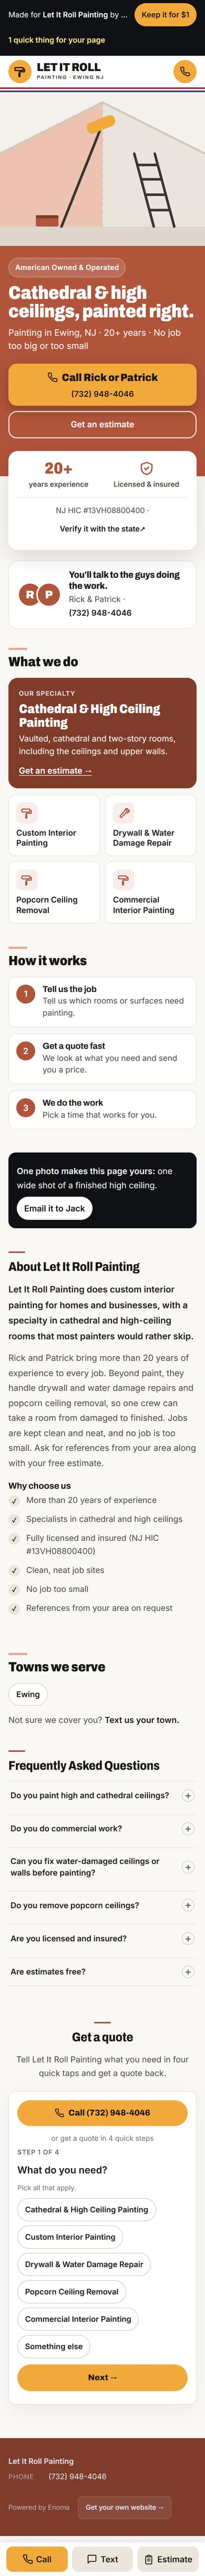 Made for Let It Roll Painting by ...
Keep it for $1
1 quick thing for your page
LET IT ROLL
PAINTING · EWING NJ
American Owned & Operated
Cathedral & high
ceilings, painted right.
Painting in Ewing, NJ · 20+ years · No job
too big or too small
Call Rick or Patrick
(732) 948-4046
Get an estimate
20+
years experience
Licensed & insured
NJ HIC #13VH08800400 ·
Verify it with the state↗
R P
You'll talk to the guys doing
the work.
Rick & Patrick ·
(732) 948-4046
What we do
OUR SPECIALTY
Cathedral & High Ceiling
Painting
Vaulted, cathedral and two-story rooms,
including the ceilings and upper walls.
Get an estimate →
Custom Interior
Painting
Drywall & Water
Damage Repair
Popcorn Ceiling
Removal
Commercial
Interior Painting
How it works
1
Tell us the job
Tell us which rooms or surfaces need
painting.
2
Get a quote fast
We look at what you need and send
you a price.
3
We do the work
Pick a time that works for you.
One photo makes this page yours: one
wide shot of a finished high ceiling.
Email it to Jack
About Let It Roll Painting
Let It Roll Painting does custom interior
painting for homes and businesses, with a
specialty in cathedral and high-ceiling
rooms that most painters would rather skip.
Rick and Patrick bring more than 20 years of
experience to every job. Beyond paint, they
handle drywall and water damage repairs and
popcorn ceiling removal, so one crew can
take a room from damaged to finished. Jobs
are kept clean and neat, and no job is too
small. Ask for references from your area along
with your free estimate.
Why choose us
✓ More than 20 years of experience
✓ Specialists in cathedral and high ceilings
✓ Fully licensed and insured (NJ HIC
#13VH08800400)
✓ Clean, neat job sites
✓ No job too small
✓ References from your area on request
Towns we serve
Ewing
Not sure we cover you? Text us your town.
Frequently Asked Questions
Do you paint high and cathedral ceilings? +
Do you do commercial work? +
Can you fix water-damaged ceilings or
walls before painting? +
Do you remove popcorn ceilings? +
Are you licensed and insured? +
Are estimates free? +
Get a quote
Tell Let It Roll Painting what you need in four
quick taps and get a quote back.
Call (732) 948-4046
or get a quote in 4 quick steps
STEP 1 OF 4
What do you need?
Pick all that apply.
Cathedral & High Ceiling Painting
Custom Interior Painting
Drywall & Water Damage Repair
Popcorn Ceiling Removal
Commercial Interior Painting
Something else
Next →
Let It Roll Painting
PHONE (732) 948-4046
Powered by Enoma
Get your own website →
Call
Text
Estimate